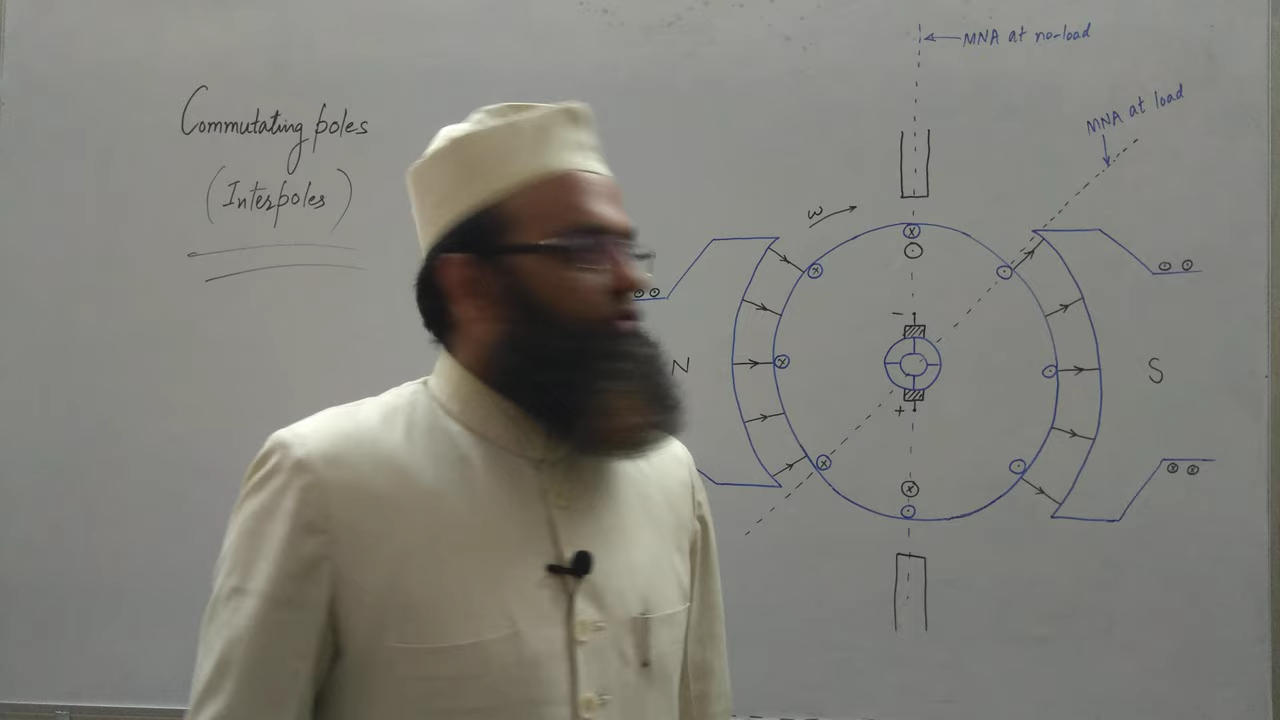 Commutating poles
(Interpoles)
MNA at no-load
MNA at load
ω
N
S
−
+